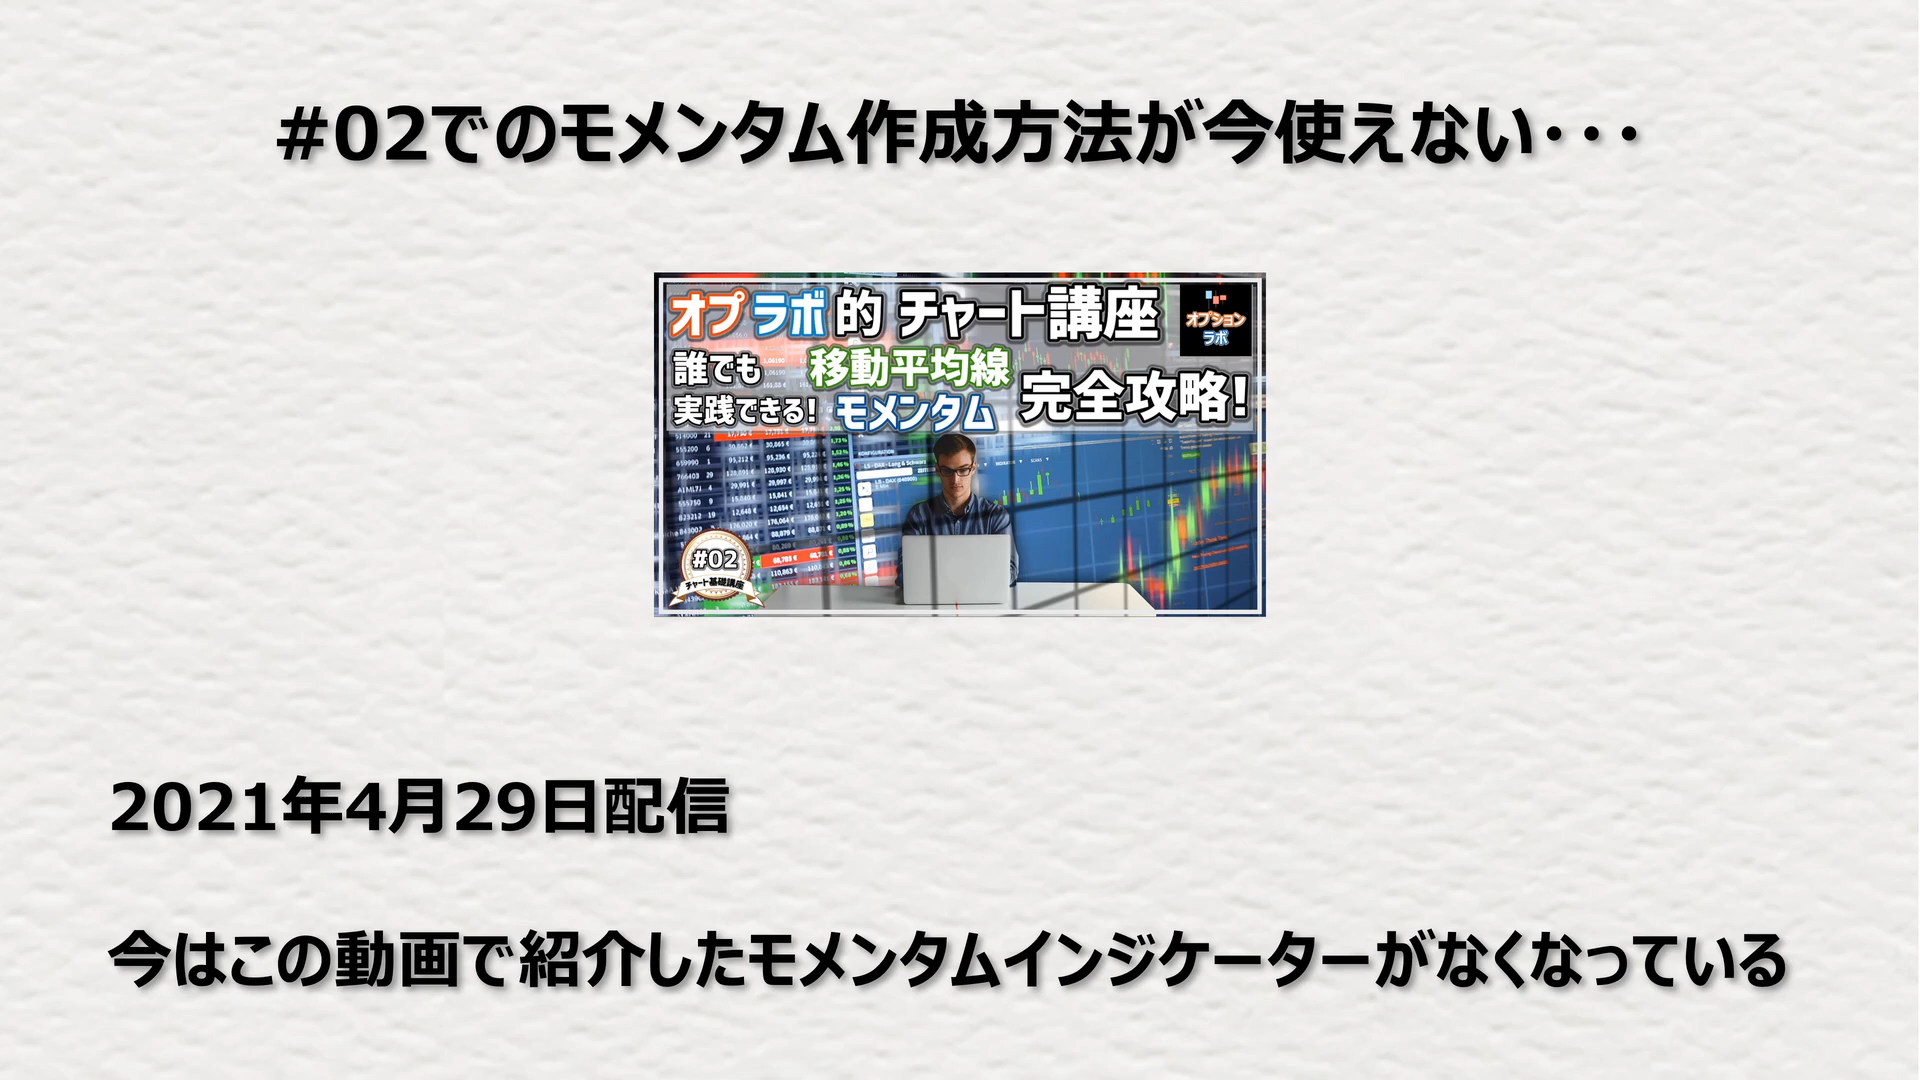 #02でのモメンタム作成方法が今使えない･･･
オプラボ的 チャート講座
オプション
ラボ
誰でも
実践できる!
移動平均線
モメンタム
完全攻略!
#02
チャート基礎講座
2021年4月29日配信
今はこの動画で紹介したモメンタムインジケーターがなくなっている